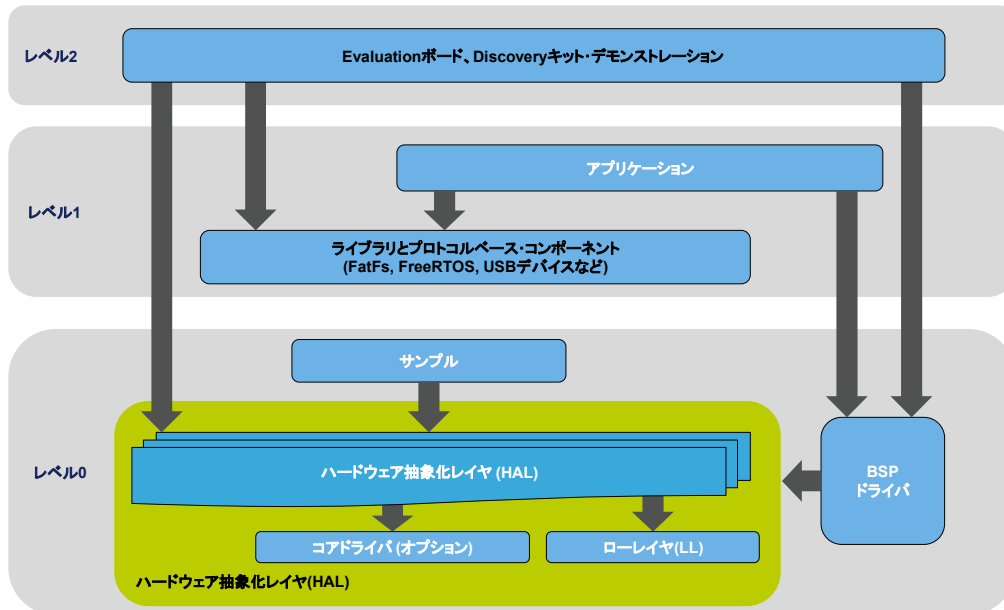 レベル2
Evaluationボード、Discoveryキット・デモンストレーション
レベル1
アプリケーション
ライブラリとプロトコルベース・コンポーネント
(FatFs, FreeRTOS, USBデバイスなど)
サンプル
レベル0
ハードウェア抽象化レイヤ (HAL)
BSP
ドライバ
コアドライバ (オプション)
ローレイヤ(LL)
ハードウェア抽象化レイヤ(HAL)